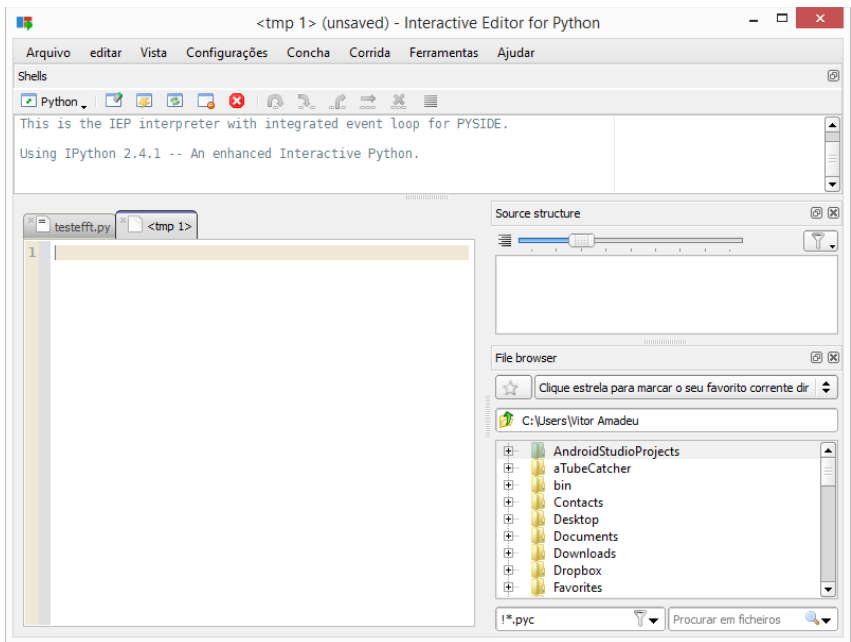 <tmp 1> (unsaved) - Interactive Editor for Python
Arquivo editar Vista Configurações Concha Corrida Ferramentas Ajudar
Shells
Python
This is the IEP interpreter with integrated event loop for PYSIDE.
Using IPython 2.4.1 -- An enhanced Interactive Python.
testefft.py <tmp 1>
1
Source structure
File browser
Clique estrela para marcar o seu favorito corrente dir
C:\Users\Vitor Amadeu
AndroidStudioProjects
aTubeCatcher
bin
Contacts
Desktop
Documents
Downloads
Dropbox
Favorites
!*.pyc Procurar em ficheiros